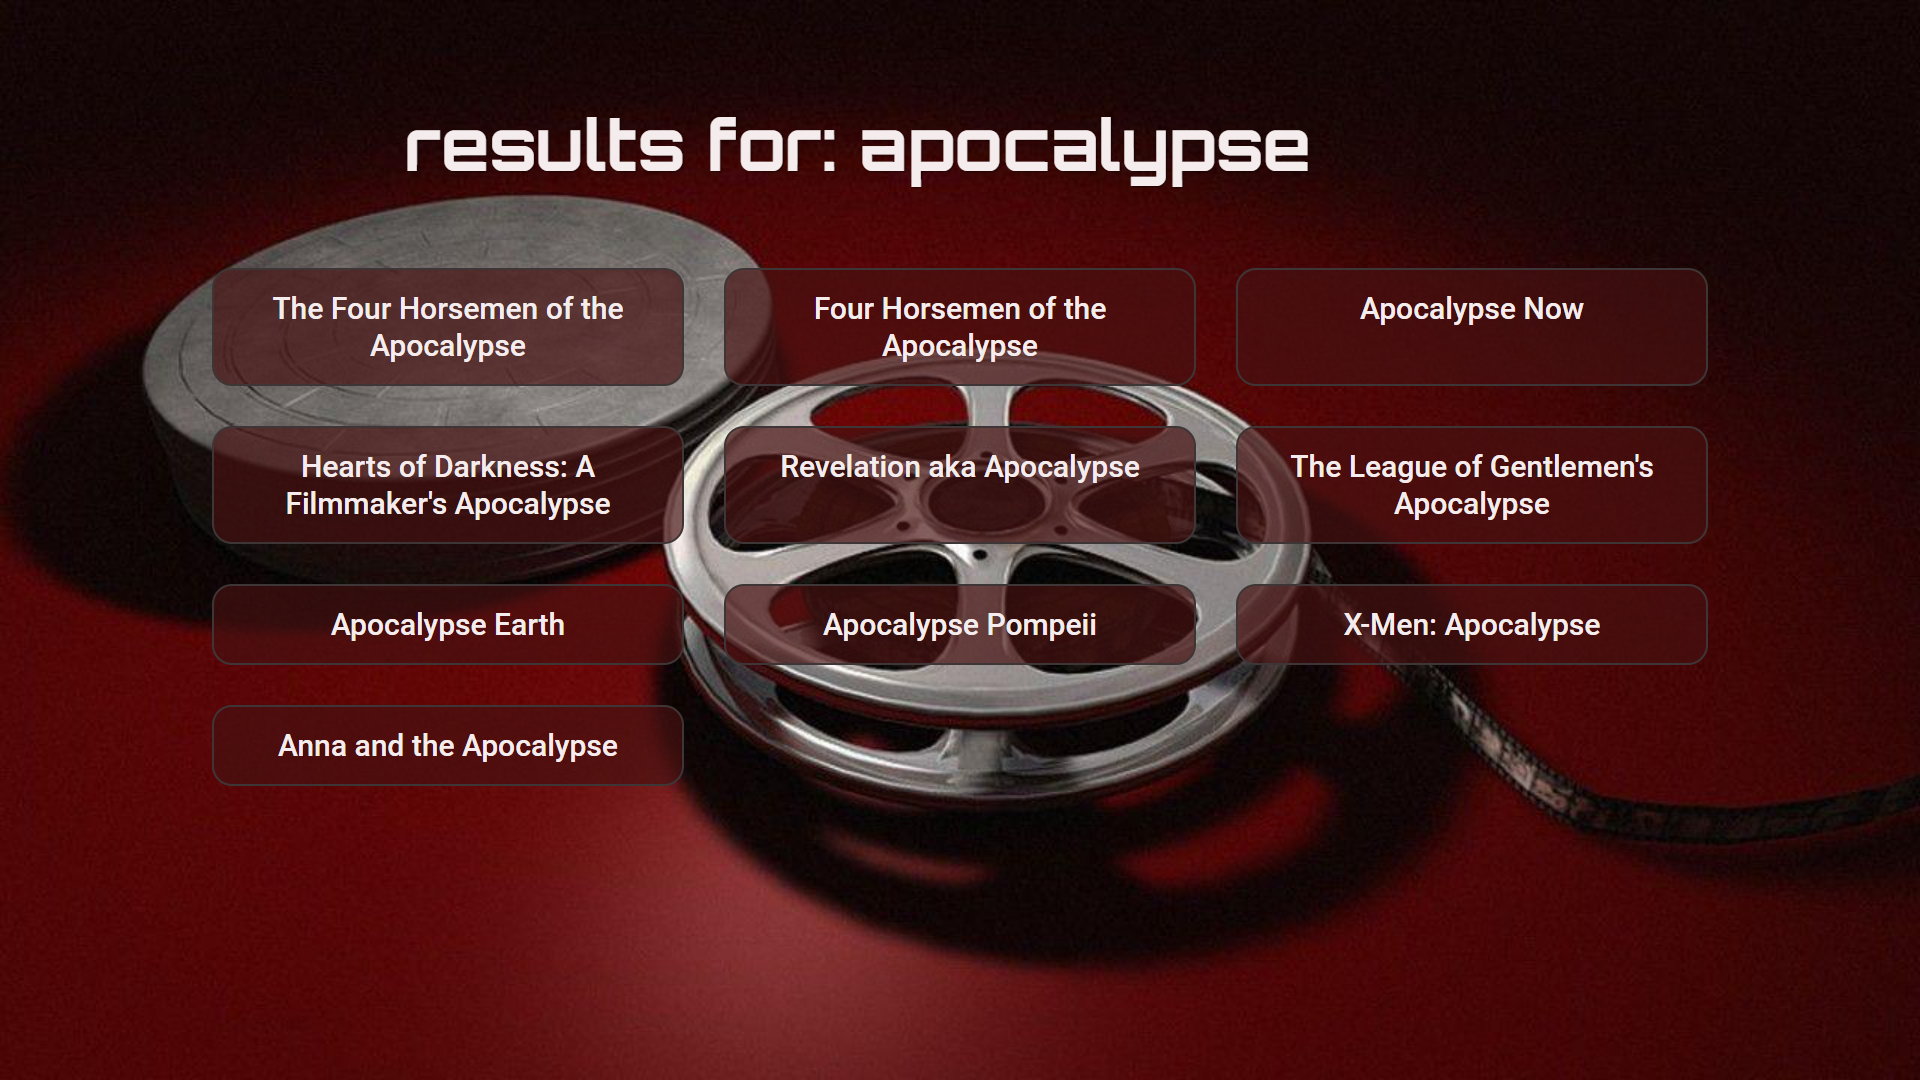 results for: apocalypse
The Four Horsemen of the
Apocalypse
Four Horsemen of the
Apocalypse
Apocalypse Now
Hearts of Darkness: A
Filmmaker's Apocalypse
Revelation aka Apocalypse
The League of Gentlemen's
Apocalypse
Apocalypse Earth
Apocalypse Pompeii
X-Men: Apocalypse
Anna and the Apocalypse